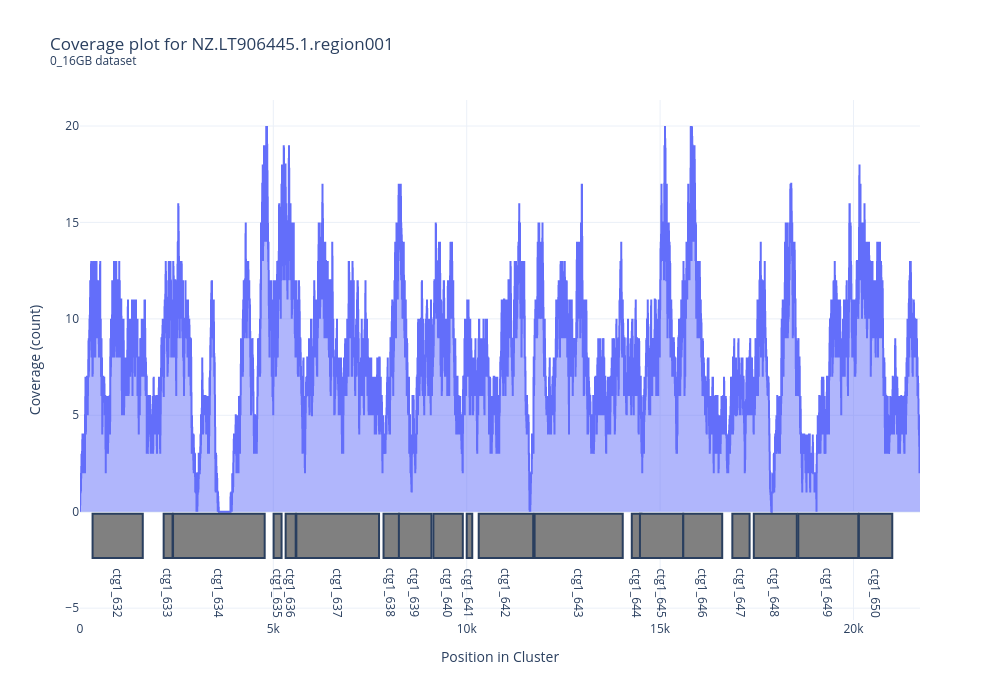 Coverage plot for NZ.LT906445.1.region001
0_16GB dataset
20
15
10
5
0
−5
Coverage (count)
ctg1_632
ctg1_633
ctg1_634
ctg1_635
ctg1_636
ctg1_637
ctg1_638
ctg1_639
ctg1_640
ctg1_641
ctg1_642
ctg1_643
ctg1_644
ctg1_645
ctg1_646
ctg1_647
ctg1_648
ctg1_649
ctg1_650
0
5k
10k
15k
20k
Position in Cluster